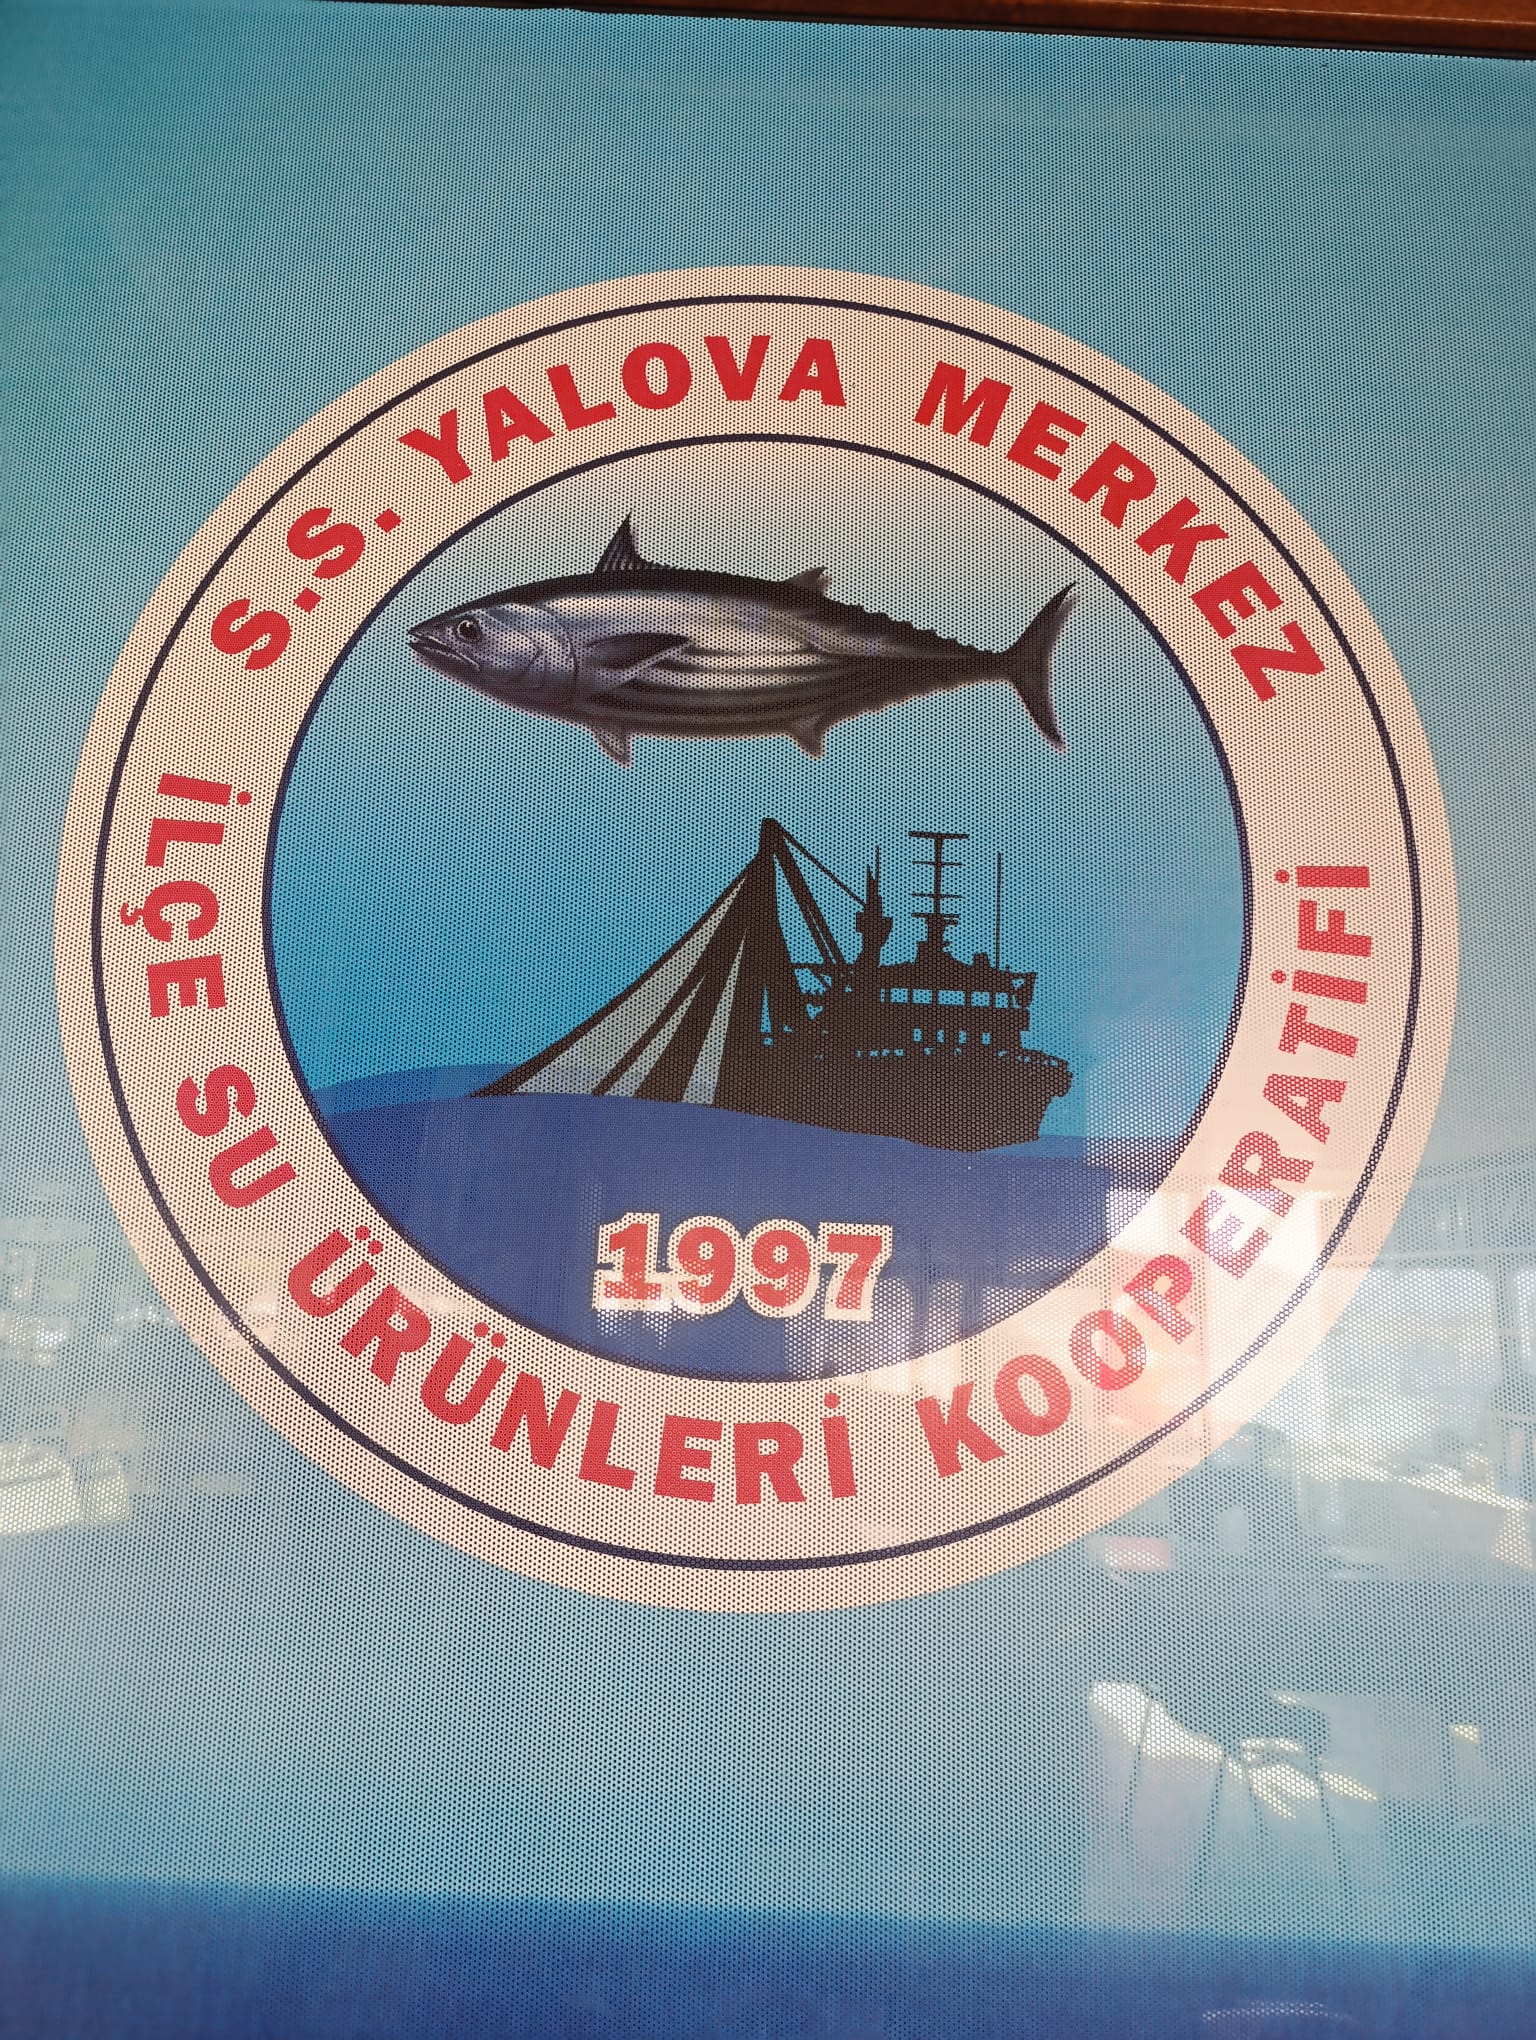 S.S. YALOVA MERKEZ
İLÇE SU ÜRÜNLERİ KOOPERATİFİ
1997